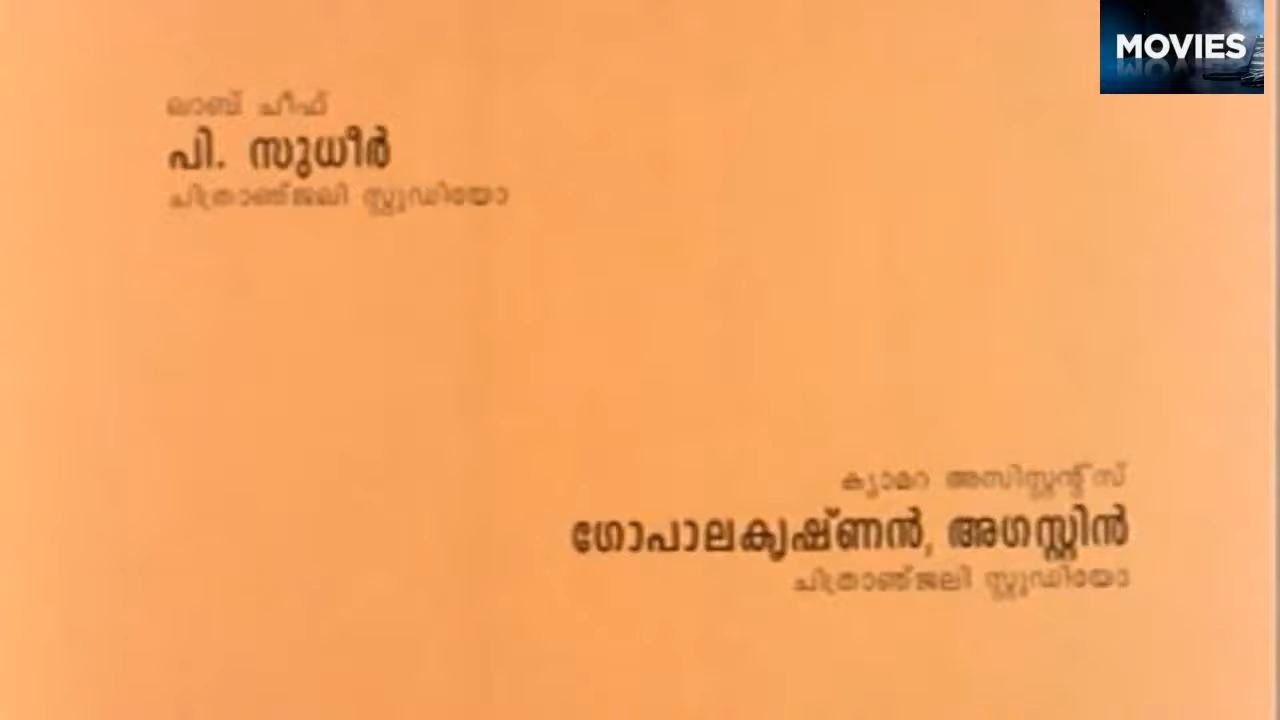 MOVIES
ലാബ് ചീഫ്
പി. സുധീർ
ചിത്രാഞ്ജലി സ്റ്റുഡിയോ
ക്യാമറ അസിസ്റ്റന്റ്സ്
ഗോപാലകൃഷ്ണൻ, അഗസ്റ്റിൻ
ചിത്രാഞ്ജലി സ്റ്റുഡിയോ